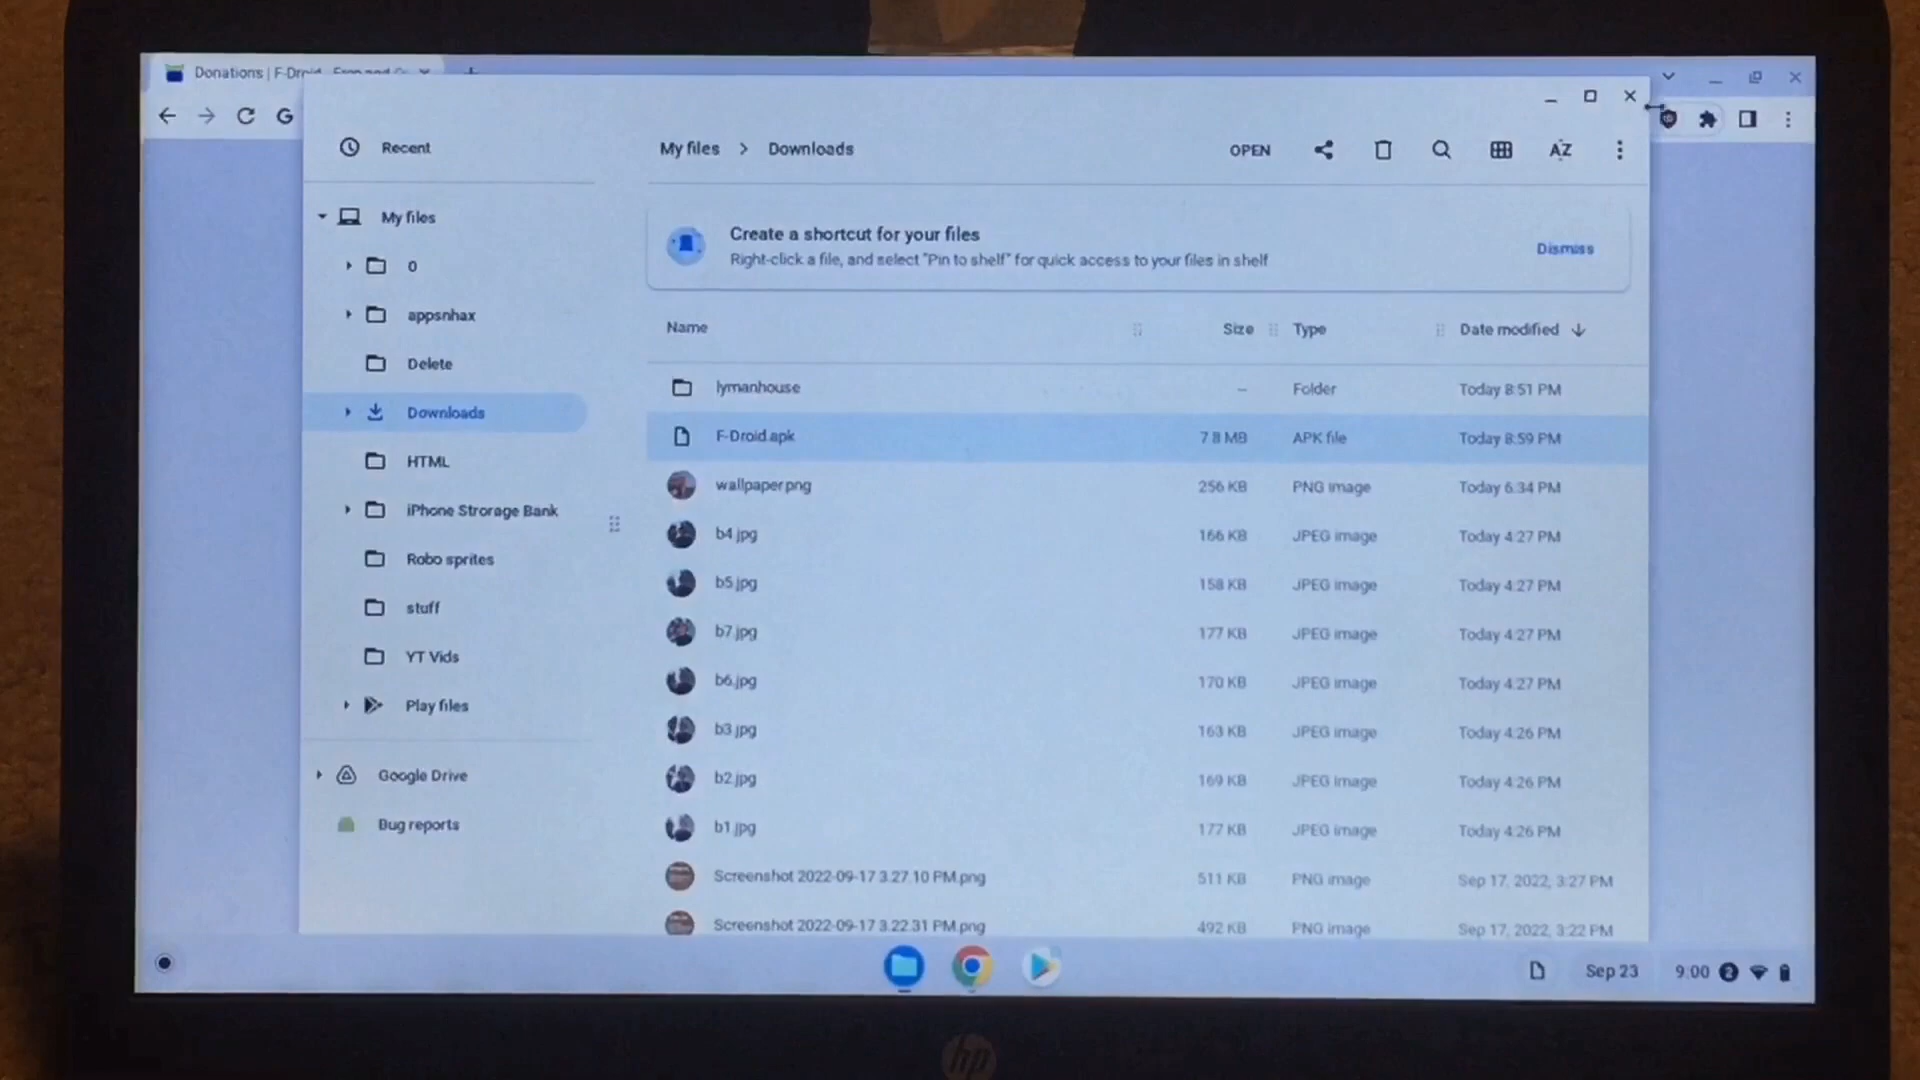 Donations | F-Droid
Recent
My files > Downloads
OPEN
AZ
My files
Create a shortcut for your files
Right-click a file, and select "Pin to shelf" for quick access to your files in shelf
Dismiss
0
appsnhax
Delete
Downloads
HTML
iPhone Strorage Bank
Robo sprites
stuff
YT Vids
Play files
Google Drive
Bug reports
Name Size Type Date modified
lymanhouse -- Folder Today 8:51 PM
F-Droid.apk 7.8 MB APK file Today 8:59 PM
wallpaper.png 256 KB PNG image Today 6:34 PM
b4.jpg 166 KB JPEG image Today 4:27 PM
b5.jpg 158 KB JPEG image Today 4:27 PM
b7.jpg 177 KB JPEG image Today 4:27 PM
b6.jpg 170 KB JPEG image Today 4:27 PM
b3.jpg 163 KB JPEG image Today 4:26 PM
b2.jpg 169 KB JPEG image Today 4:26 PM
b1.jpg 177 KB JPEG image Today 4:26 PM
Screenshot 2022-09-17 3.27.10 PM.png 511 KB PNG image Sep 17, 2022, 3:27 PM
Screenshot 2022-09-17 3.22.31 PM.png 492 KB PNG image Sep 17, 2022, 3:22 PM
Sep 23 9:00 2
hp